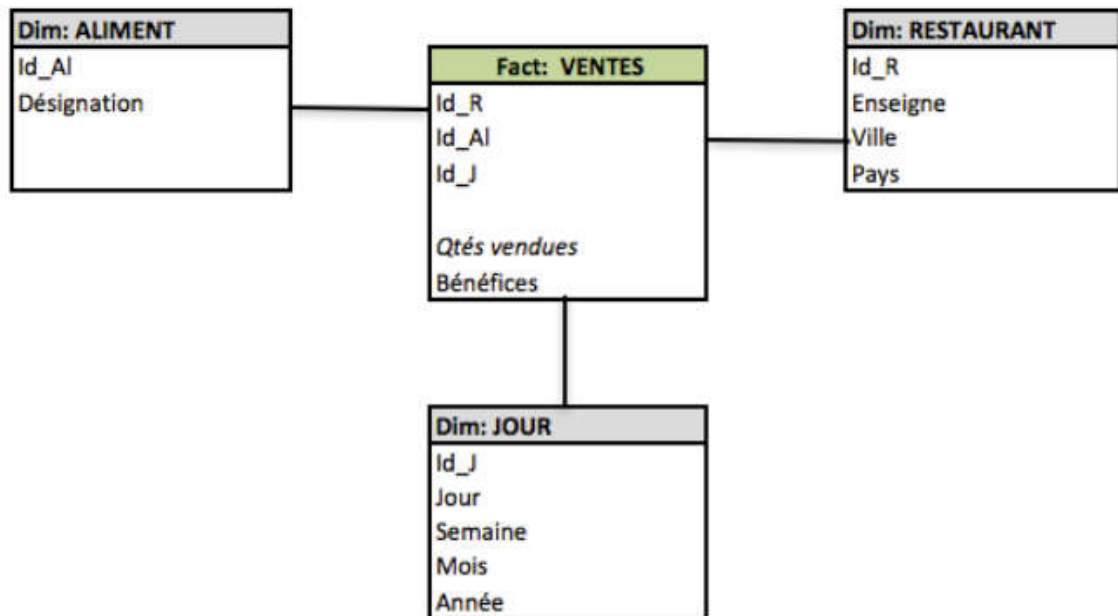 Dim: ALIMENT
Id_Al
Désignation
Fact: VENTES
Id_R
Id_Al
Id_J
Qtés vendues
Bénéfices
Dim: RESTAURANT
Id_R
Enseigne
Ville
Pays
Dim: JOUR
Id_J
Jour
Semaine
Mois
Année